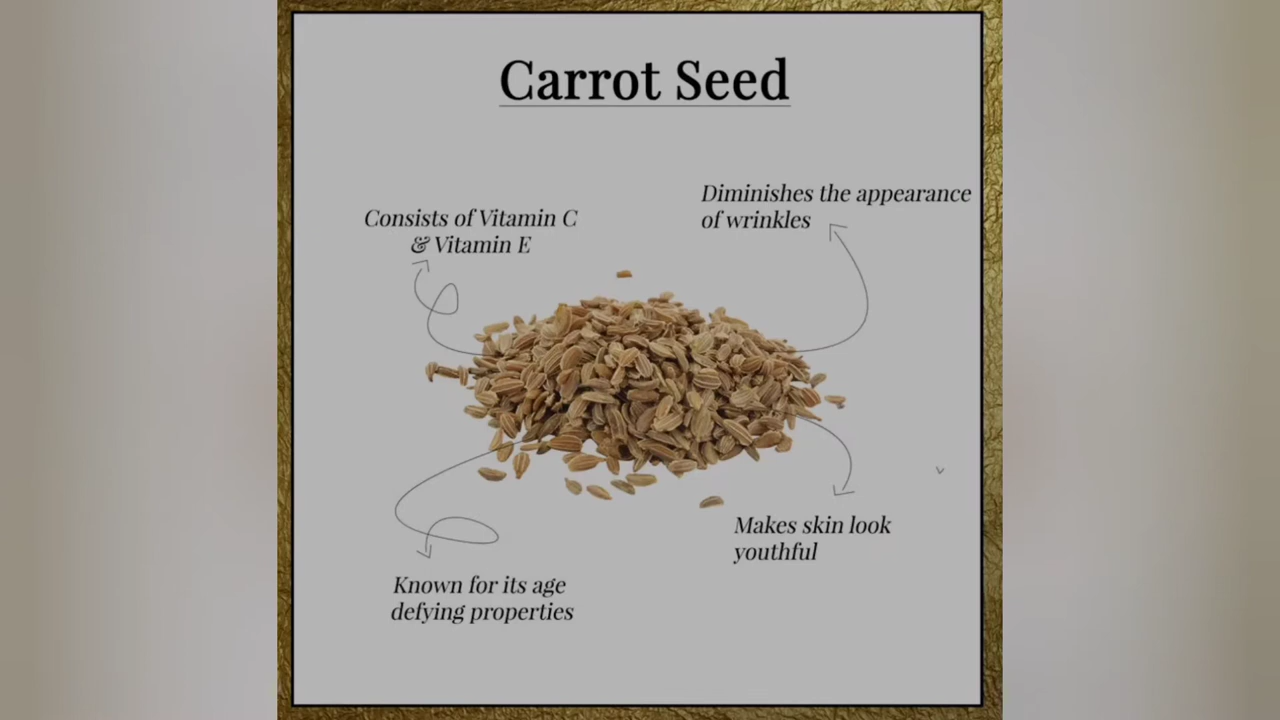 Carrot Seed
Consists of Vitamin C
& Vitamin E
Diminishes the appearance
of wrinkles
Makes skin look
youthful
Known for its age
defying properties